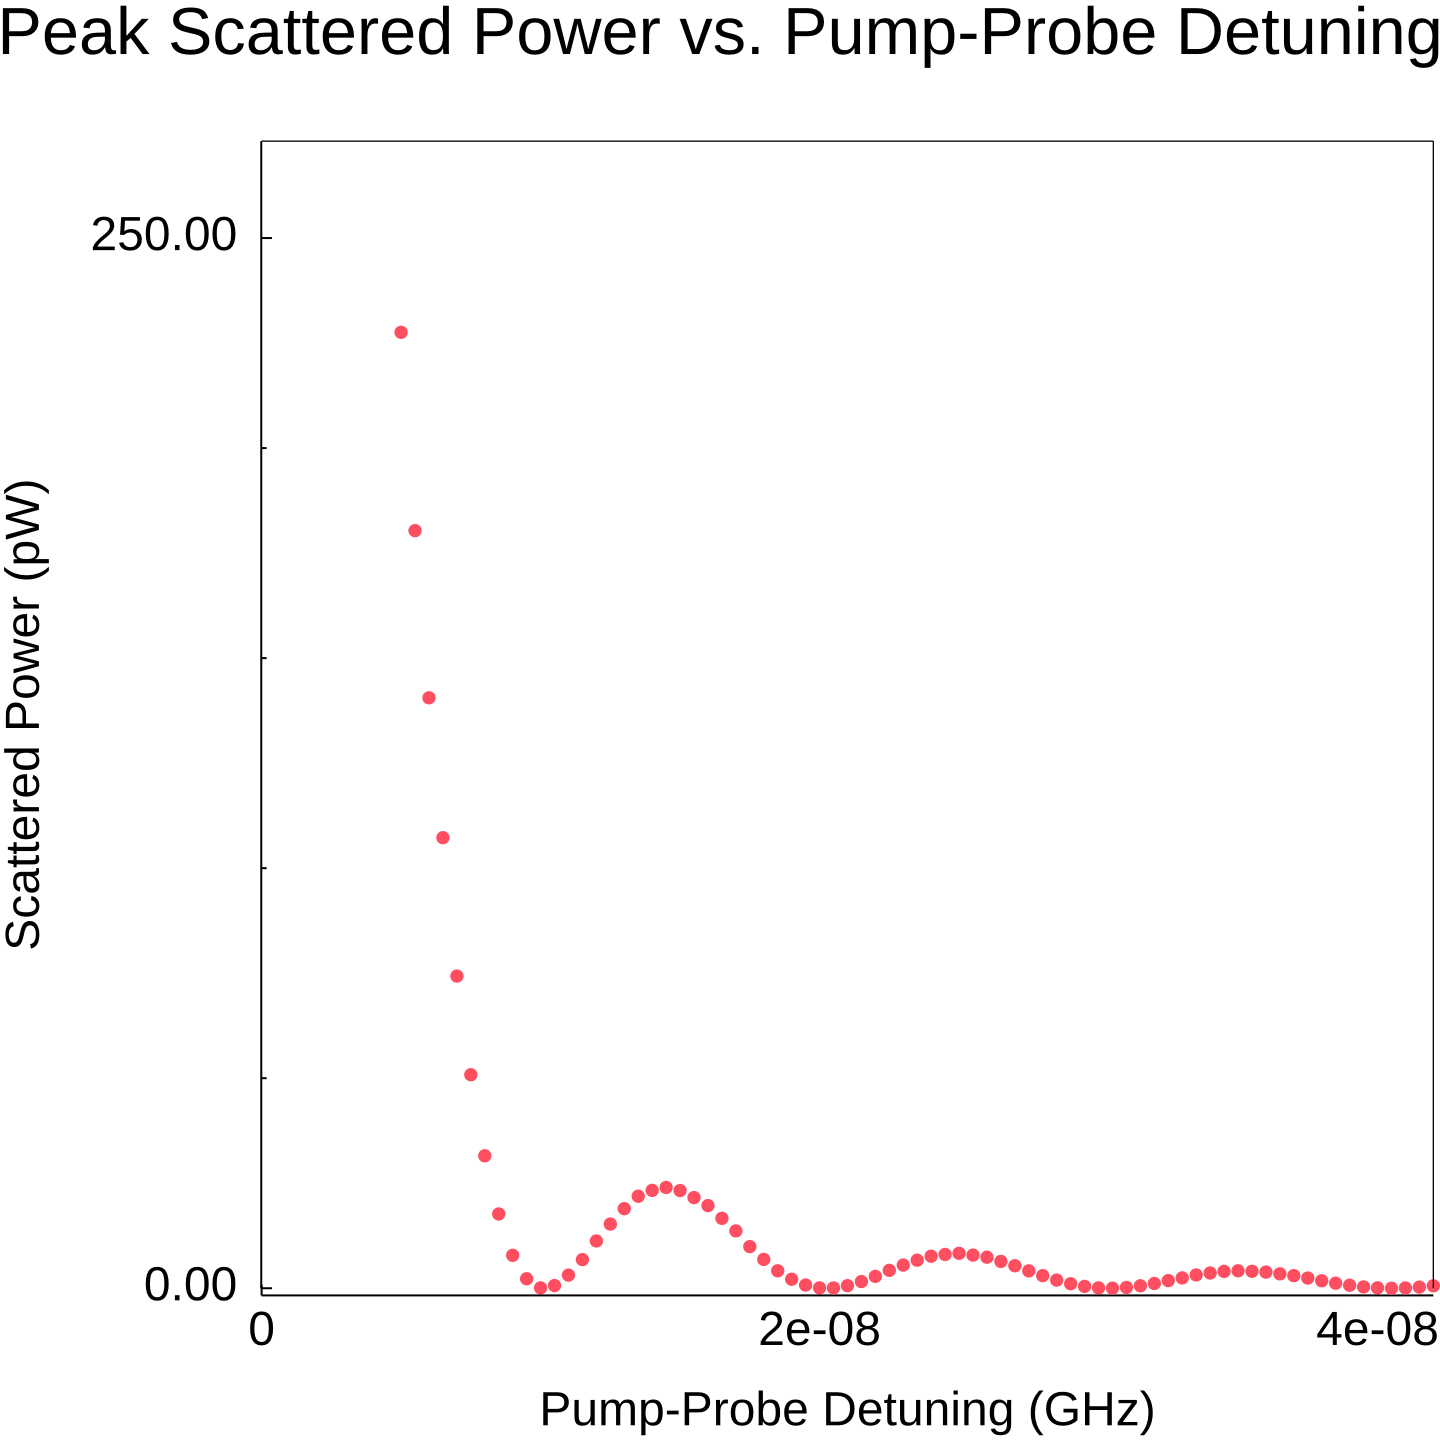 Peak Scattered Power vs. Pump-Probe Detuning
250.00
Scattered Power (pW)
0.00
0
2e-08
4e-08
Pump-Probe Detuning (GHz)